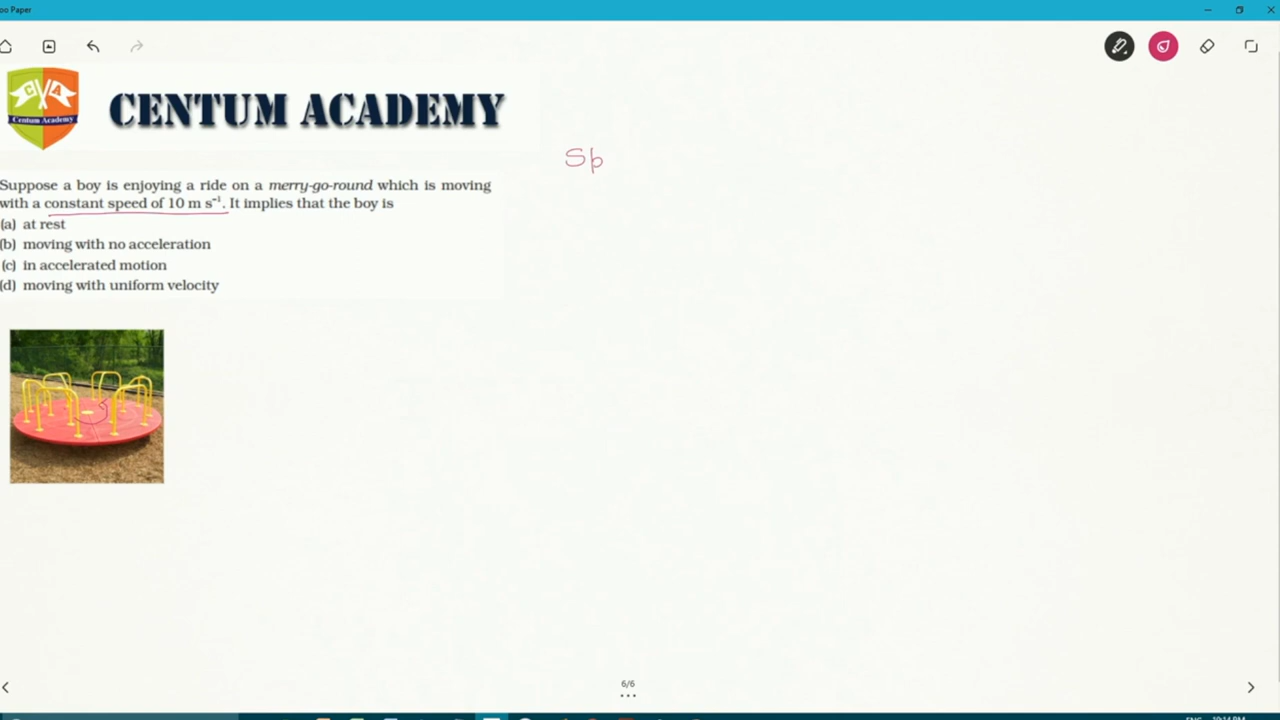 oo Paper
Centum Academy
CENTUM ACADEMY
Sp
Suppose a boy is enjoying a ride on a merry-go-round which is moving
with a constant speed of 10 m s⁻¹. It implies that the boy is
(a) at rest
(b) moving with no acceleration
(c) in accelerated motion
(d) moving with uniform velocity
6/6